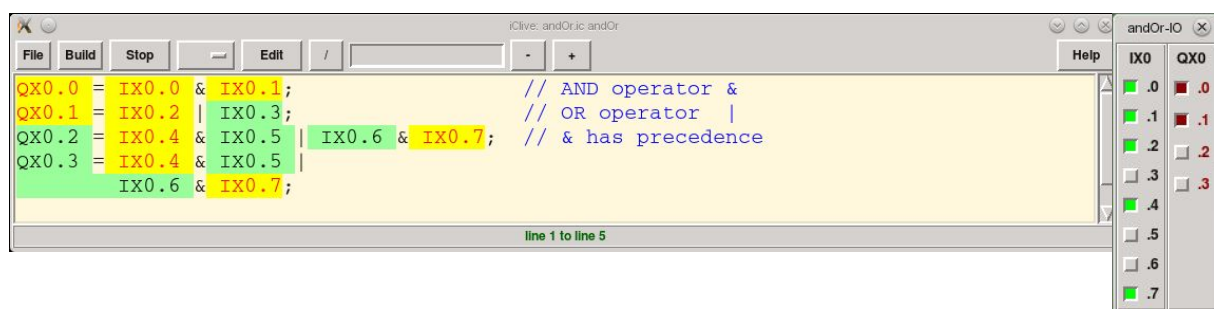 iClive: andOr.ic andOr
File Build Stop Edit / - + Help
QX0.0 = IX0.0 & IX0.1; // AND operator &
QX0.1 = IX0.2 | IX0.3; // OR operator |
QX0.2 = IX0.4 & IX0.5 | IX0.6 & IX0.7; // & has precedence
QX0.3 = IX0.4 & IX0.5 |
IX0.6 & IX0.7;
line 1 to line 5
andOr-IO
IX0 QX0
.0 .0
.1 .1
.2 .2
.3 .3
.4
.5
.6
.7